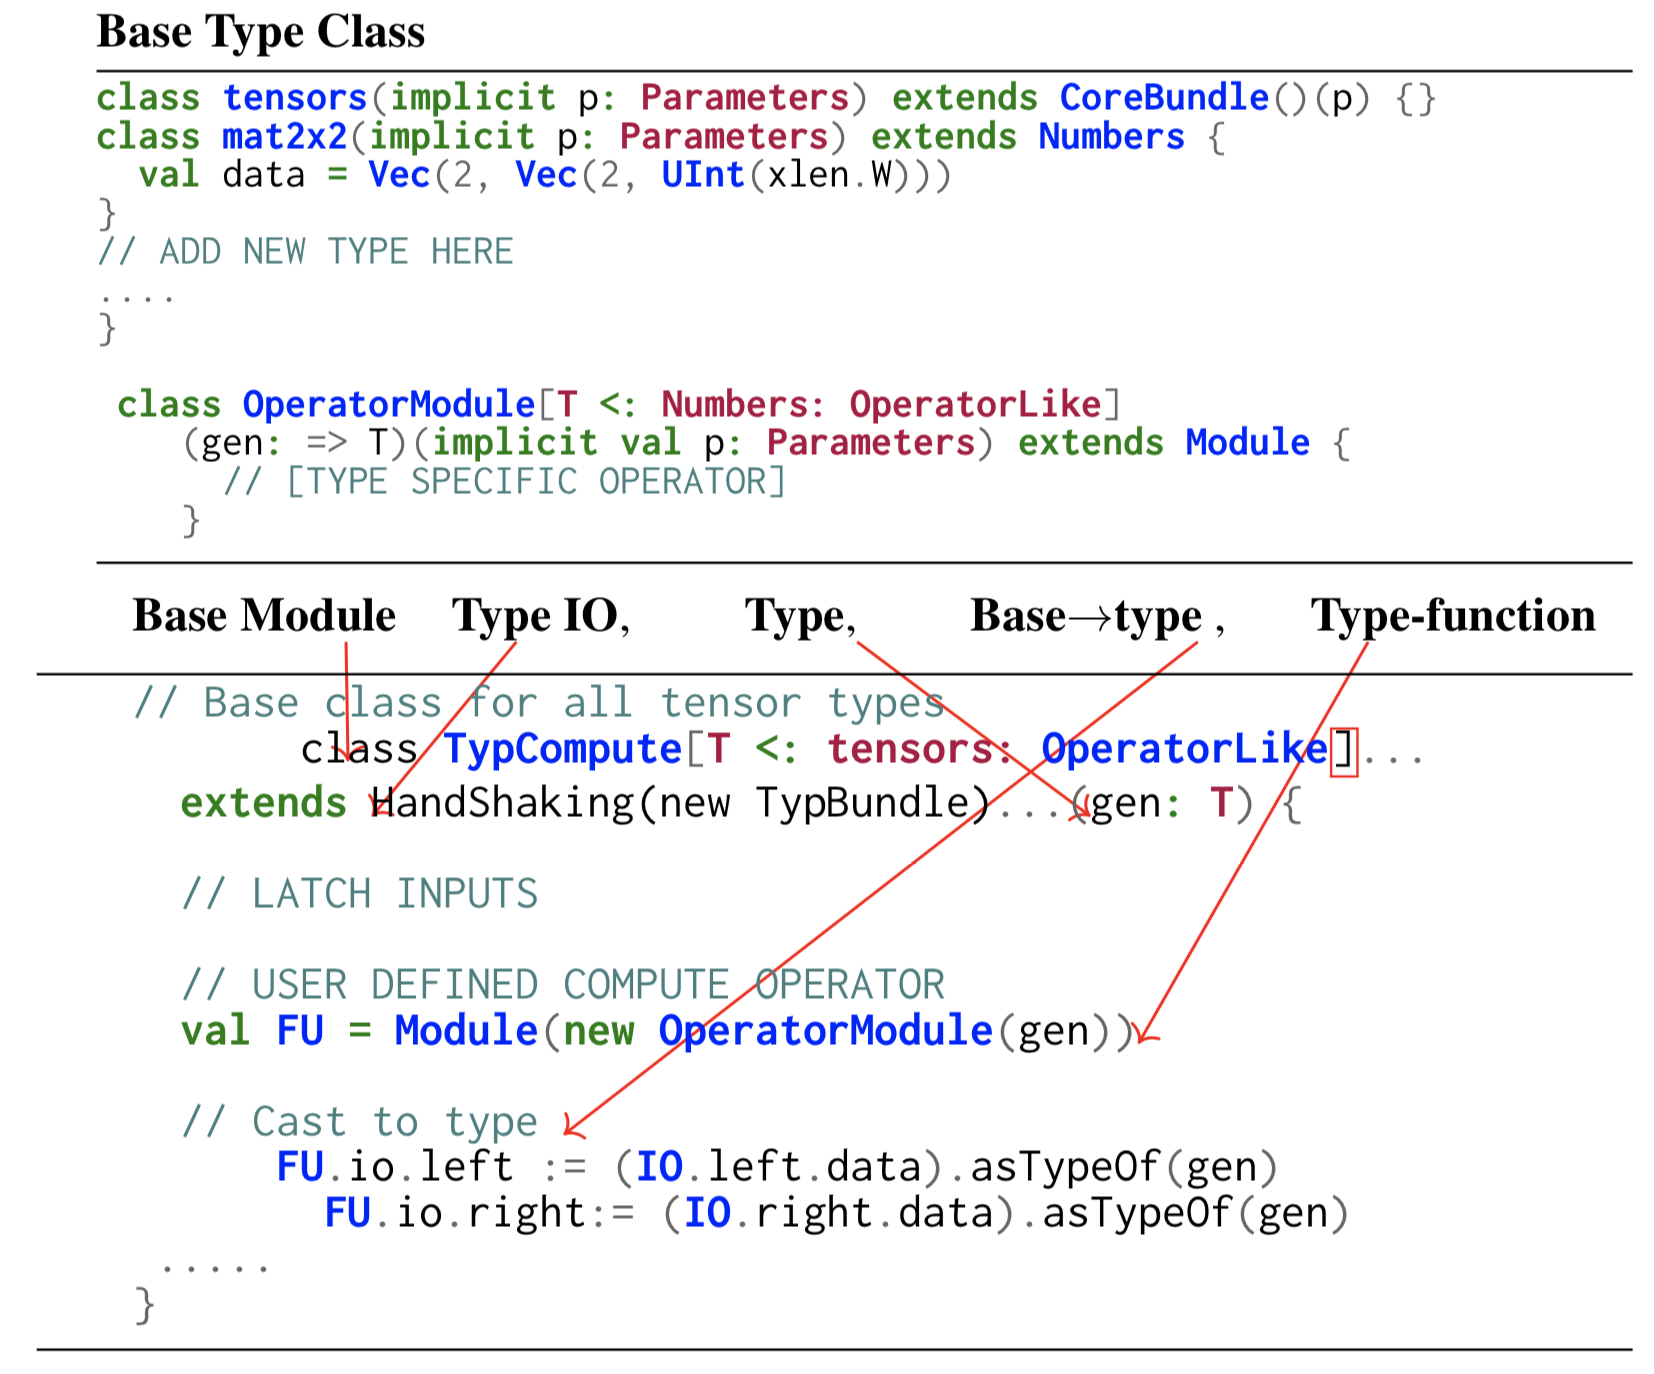 Base Type Class
class tensors(implicit p: Parameters) extends CoreBundle()(p) {}
class mat2x2(implicit p: Parameters) extends Numbers {
val data = Vec(2, Vec(2, UInt(xlen.W)))
}
// ADD NEW TYPE HERE
....
}
class OperatorModule[T <: Numbers: OperatorLike]
(gen: => T)(implicit val p: Parameters) extends Module {
// [TYPE SPECIFIC OPERATOR]
}
Base Module Type IO, Type, Base→type , Type-function
// Base class for all tensor types
class TypCompute[T <: tensors: OperatorLike]...
extends HandShaking(new TypBundle)...(gen: T) {
// LATCH INPUTS
// USER DEFINED COMPUTE OPERATOR
val FU = Module(new OperatorModule(gen))
// Cast to type
FU.io.left := (IO.left.data).asTypeOf(gen)
FU.io.right:= (IO.right.data).asTypeOf(gen)
.....
}